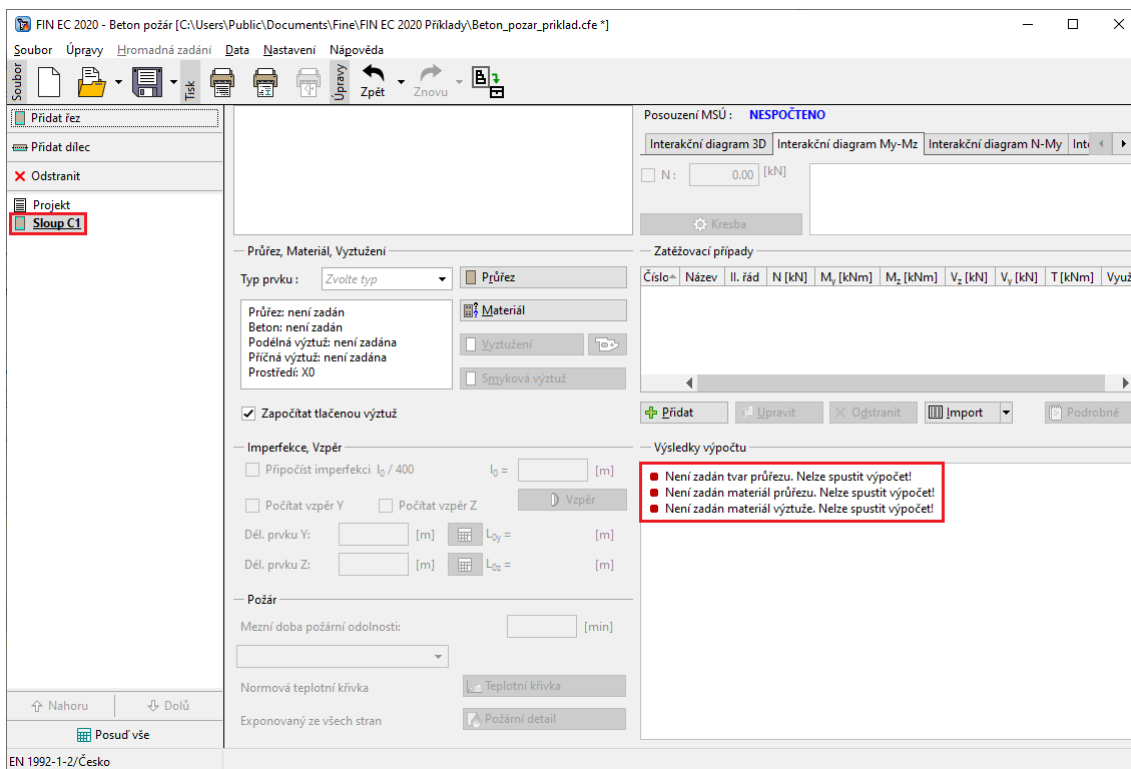 FIN EC 2020 - Beton požár [C:\Users\Public\Documents\Fine\FIN EC 2020 Příklady\Beton_pozar_priklad.cfe *]
Soubor Úpravy Hromadná zadání Data Nastavení Nápověda
Soubor Tisk Úpravy Zpět Znovu
Přidat řez
Přidat dílec
Odstranit
Projekt
Sloup C1
Nahoru Dolů
Posuď vše
Průřez, Materiál, Vyztužení
Typ prvku : Zvolte typ Průřez
Materiál
Vyztužení
Smyková výztuž
Průřez: není zadán
Beton: není zadán
Podélná výztuž: není zadána
Příčná výztuž: není zadána
Prostředí: X0
Započítat tlačenou výztuž
Imperfekce, Vzpěr
Připočíst imperfekci l0 / 400 l0 = [m]
Počítat vzpěr Y Počítat vzpěr Z Vzpěr
Dél. prvku Y: [m] L0y = [m]
Dél. prvku Z: [m] L0z = [m]
Požár
Mezní doba požární odolnosti: [min]
Normová teplotní křivka Teplotní křivka
Exponovaný ze všech stran Požární detail
Posouzení MSÚ : NESPOČTENO
Interakční diagram 3D Interakční diagram My-Mz Interakční diagram N-My
N : 0.00 [kN]
Kresba
Zatěžovací případy
Číslo Název II. řád N [kN] My [kNm] Mz [kNm] Vz [kN] Vy [kN] T [kNm] Využ
Přidat Upravit Odstranit Import Podrobně
Výsledky výpočtu
Není zadán tvar průřezu. Nelze spustit výpočet!
Není zadán materiál průřezu. Nelze spustit výpočet!
Není zadán materiál výztuže. Nelze spustit výpočet!
EN 1992-1-2/Česko